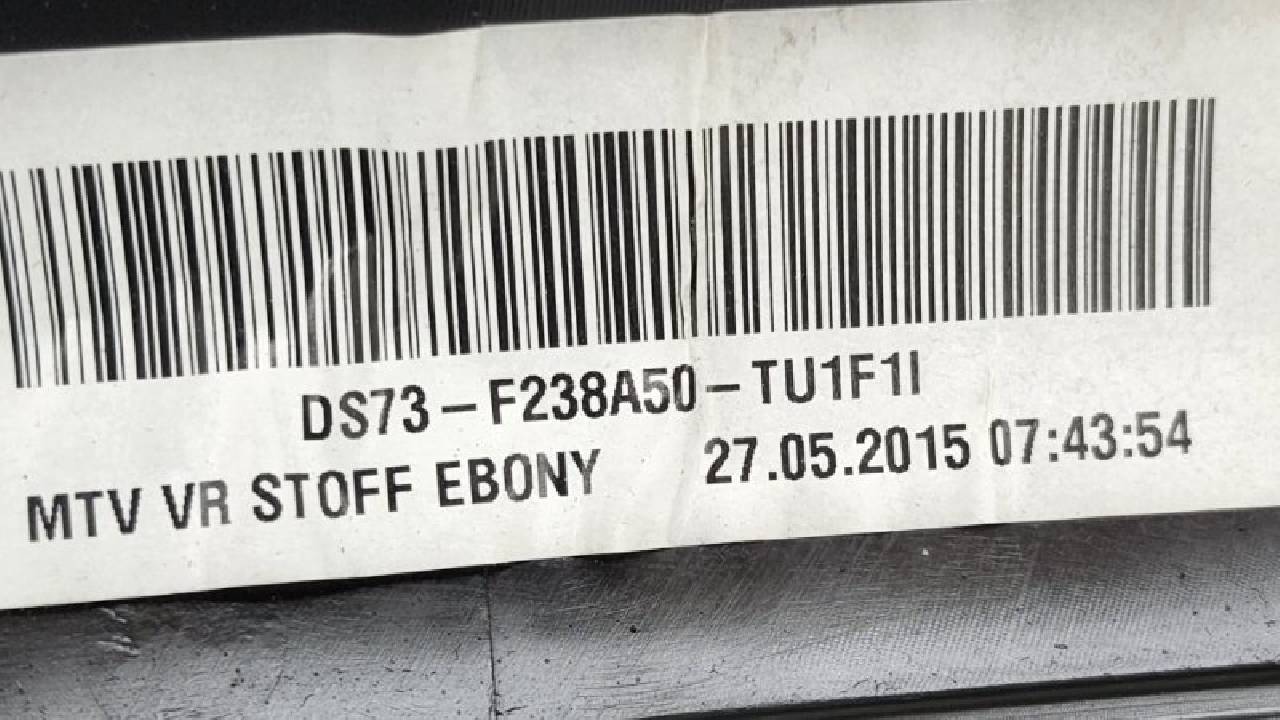 DS73-F238A50-TU1F1I
MTV VR STOFF EBONY 27.05.2015 07:43:54